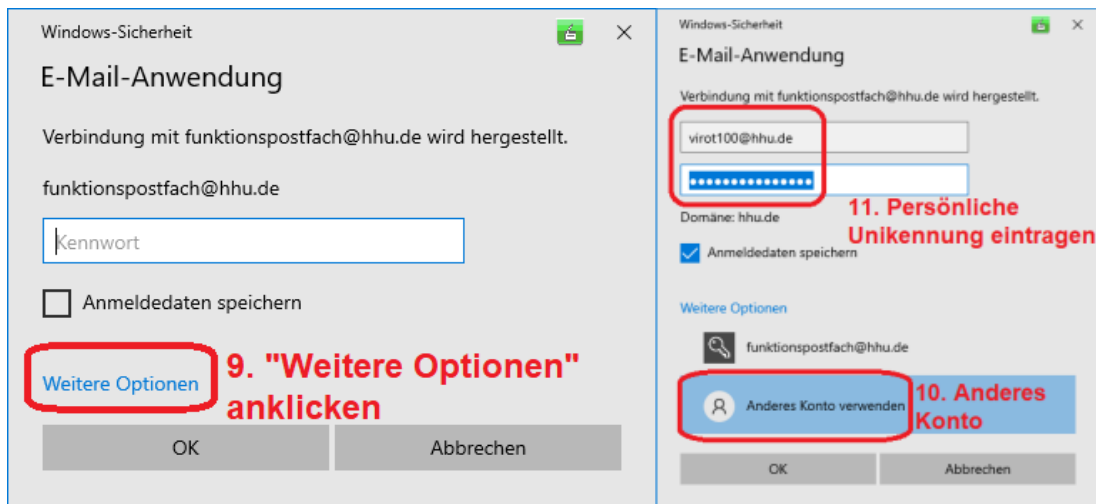 Windows-Sicherheit
E-Mail-Anwendung
Verbindung mit funktionspostfach@hhu.de wird hergestellt.
funktionspostfach@hhu.de
Kennwort
Anmeldedaten speichern
Weitere Optionen
9. "Weitere Optionen"
anklicken
OK
Abbrechen
Windows-Sicherheit
E-Mail-Anwendung
Verbindung mit funktionspostfach@hhu.de wird hergestellt.
virot100@hhu.de
Domäne: hhu.de
11. Persönliche
Unikennung eintragen
Anmeldedaten speichern
Weitere Optionen
funktionspostfach@hhu.de
Anderes Konto verwenden
10. Anderes
Konto
OK
Abbrechen